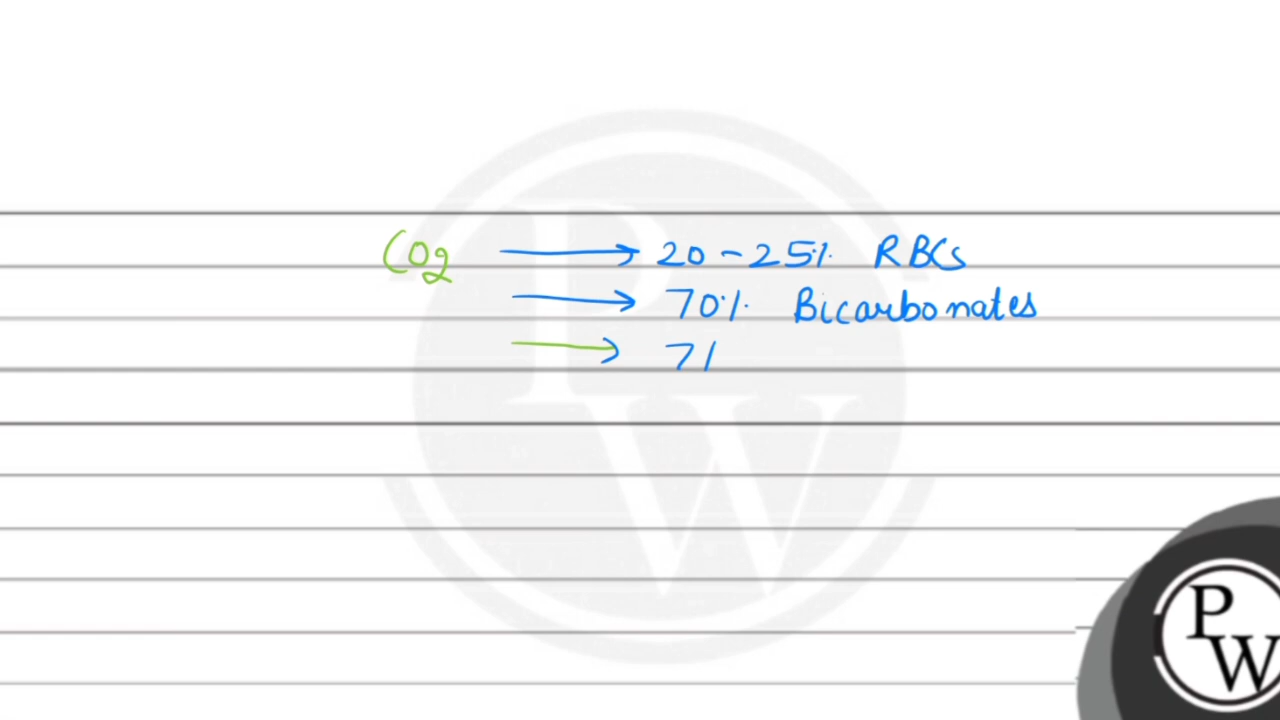 CO2 → 20-25% RBCs
→ 70% Bicarbonates
→ 7/
P
W
P
W